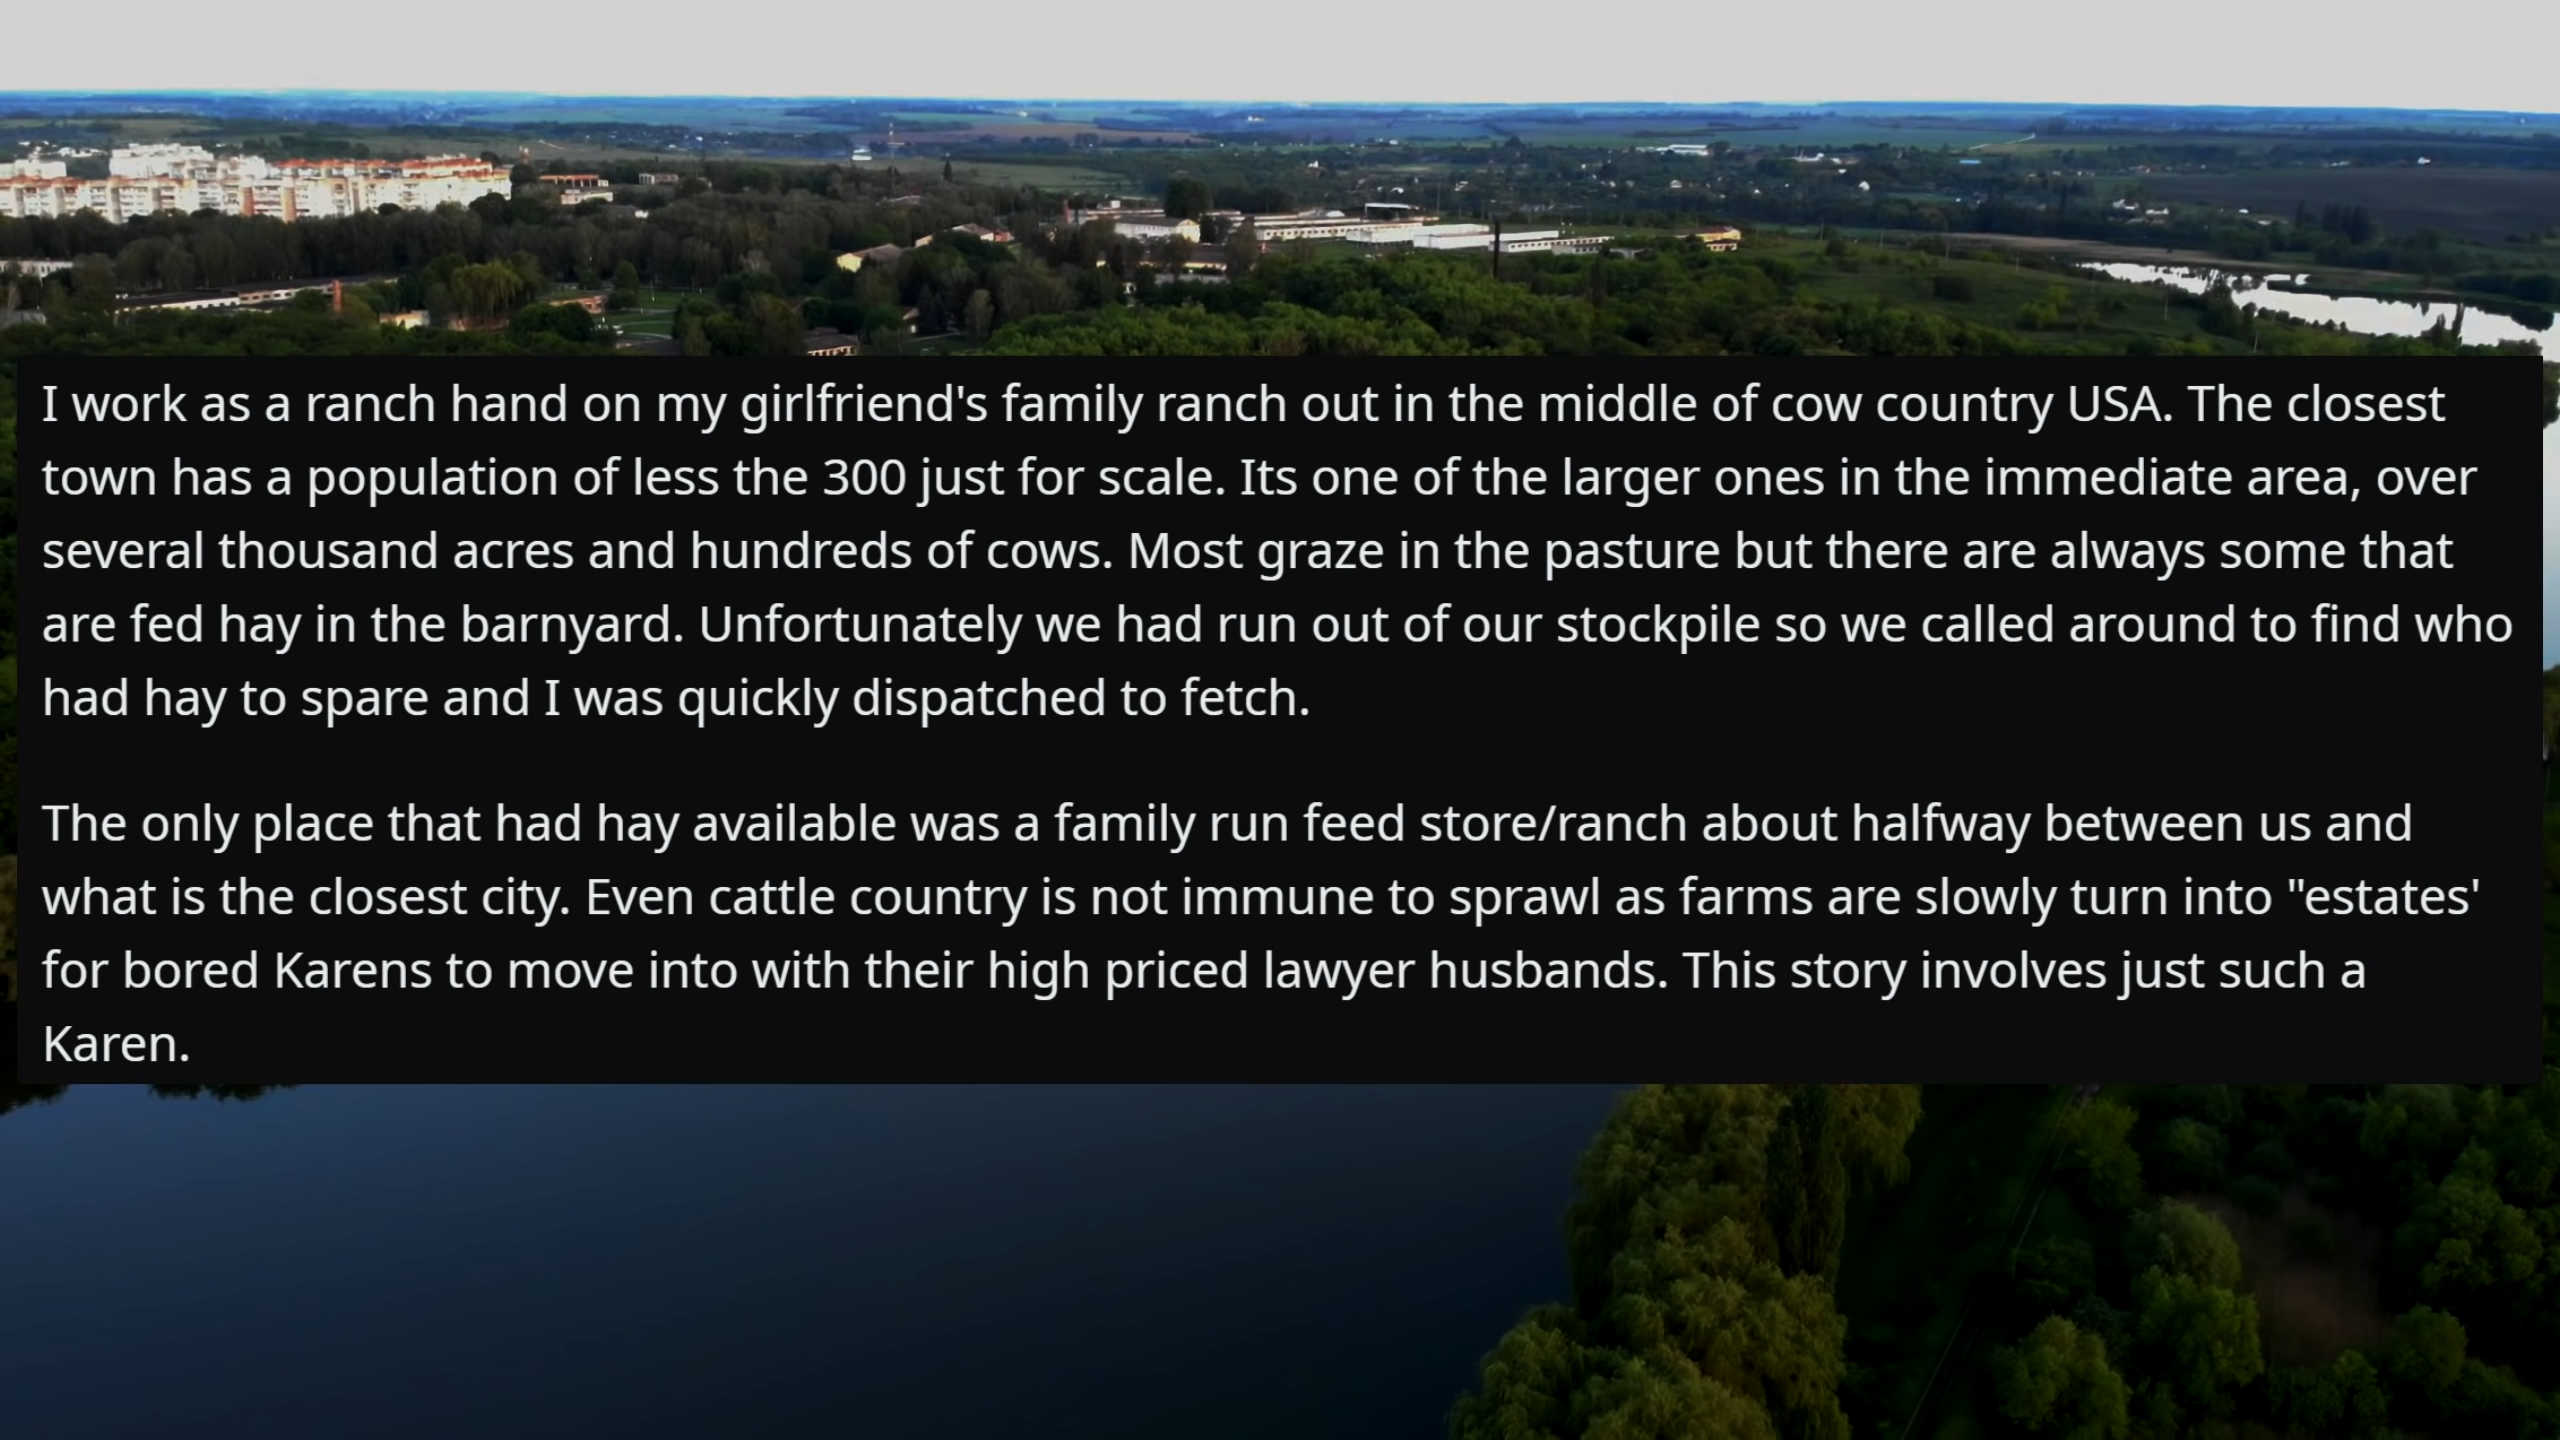 I work as a ranch hand on my girlfriend's family ranch out in the middle of cow country USA. The closest
town has a population of less the 300 just for scale. Its one of the larger ones in the immediate area, over
several thousand acres and hundreds of cows. Most graze in the pasture but there are always some that
are fed hay in the barnyard. Unfortunately we had run out of our stockpile so we called around to find who
had hay to spare and I was quickly dispatched to fetch.
The only place that had hay available was a family run feed store/ranch about halfway between us and
what is the closest city. Even cattle country is not immune to sprawl as farms are slowly turn into "estates'
for bored Karens to move into with their high priced lawyer husbands. This story involves just such a
Karen.